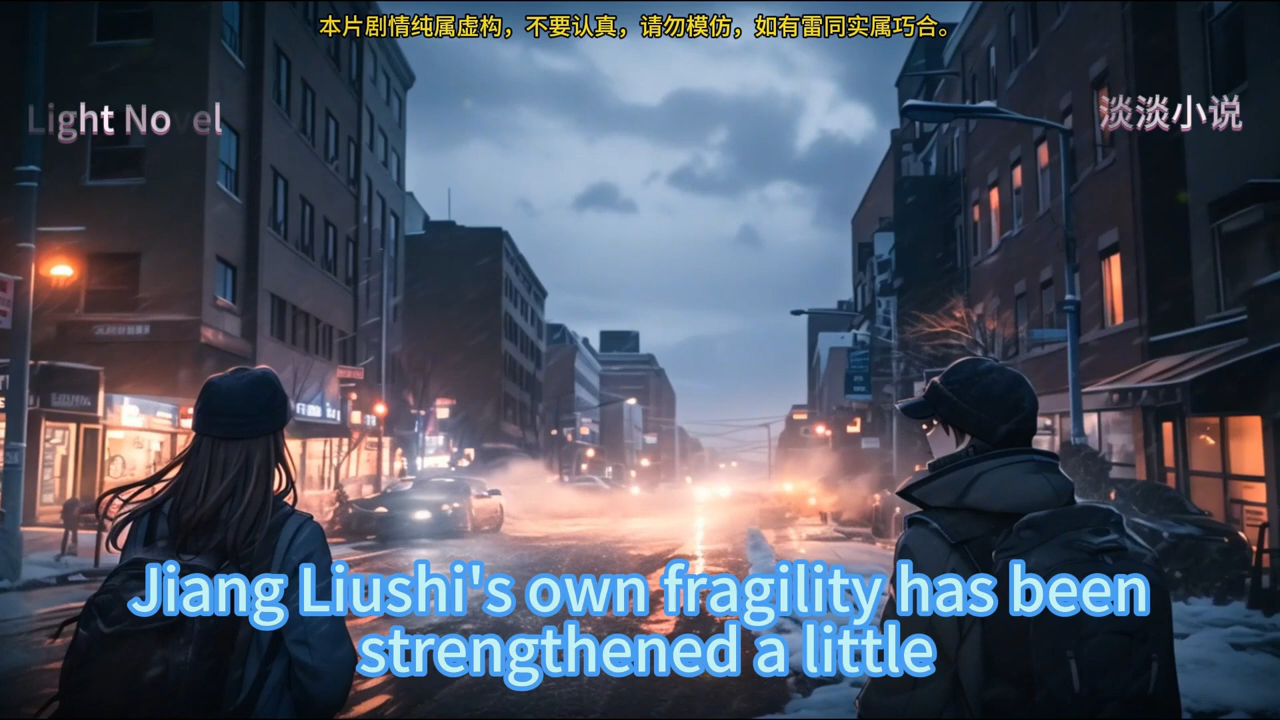 本片剧情纯属虚构，不要认真，请勿模仿，如有雷同实属巧合。
Light Novel
淡淡小说
Jiang Liushi's own fragility has been
strengthened a little